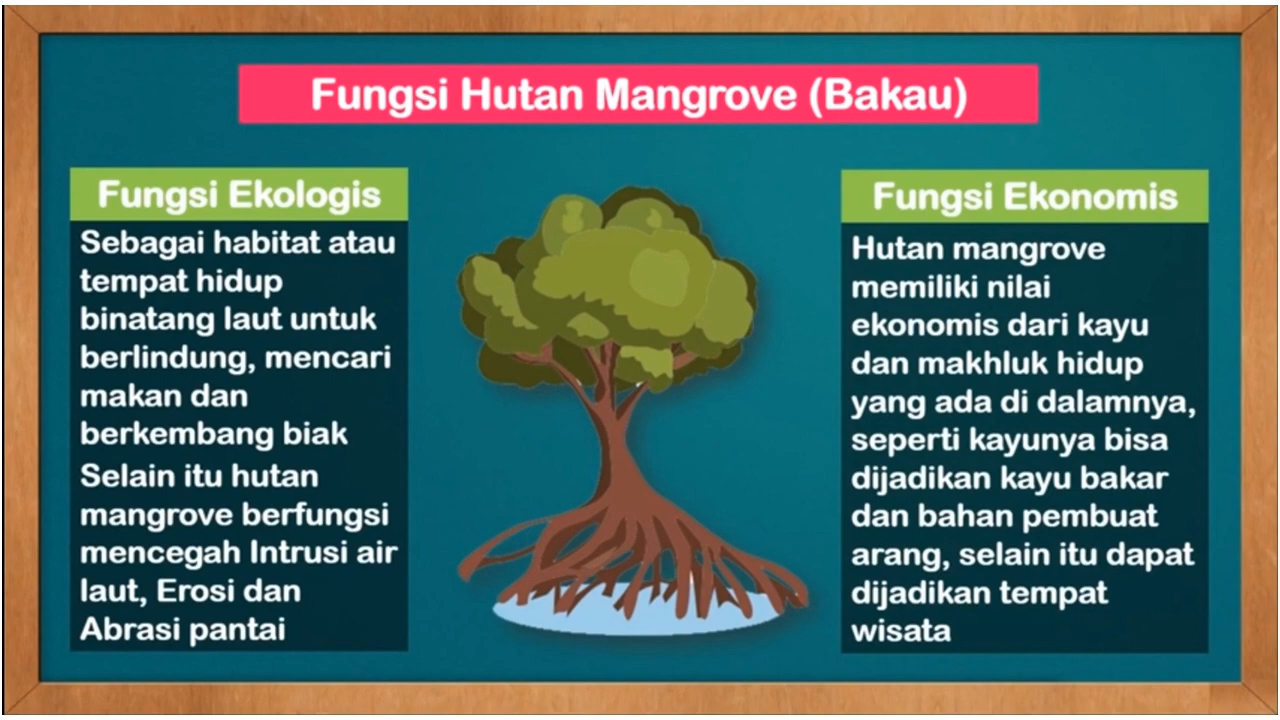 Fungsi Hutan Mangrove (Bakau)
Fungsi Ekologis
Sebagai habitat atau
tempat hidup
binatang laut untuk
berlindung, mencari
makan dan
berkembang biak
Selain itu hutan
mangrove berfungsi
mencegah Intrusi air
laut, Erosi dan
Abrasi pantai
Fungsi Ekonomis
Hutan mangrove
memiliki nilai
ekonomis dari kayu
dan makhluk hidup
yang ada di dalamnya,
seperti kayunya bisa
dijadikan kayu bakar
dan bahan pembuat
arang, selain itu dapat
dijadikan tempat
wisata